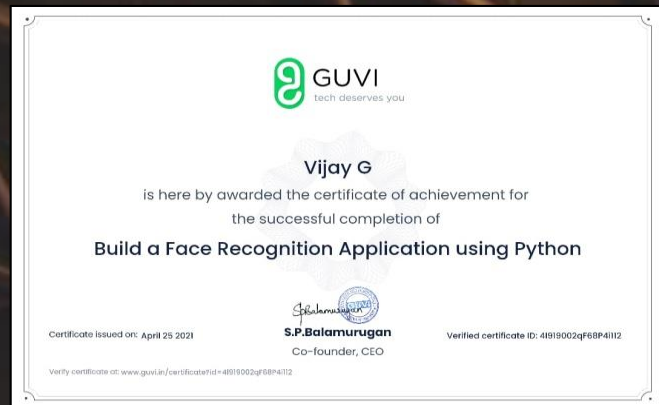 GUVI
tech deserves you
Vijay G
is here by awarded the certificate of achievement for
the successful completion of
Build a Face Recognition Application using Python
S.P.Balamurugan
Certificate issued on: April 25 2021
Verified certificate ID: 41919002qF68P4i112
Co-founder, CEO
Verify certificate at: www.guvi.in/certificate?id=41919002qF68P4i112